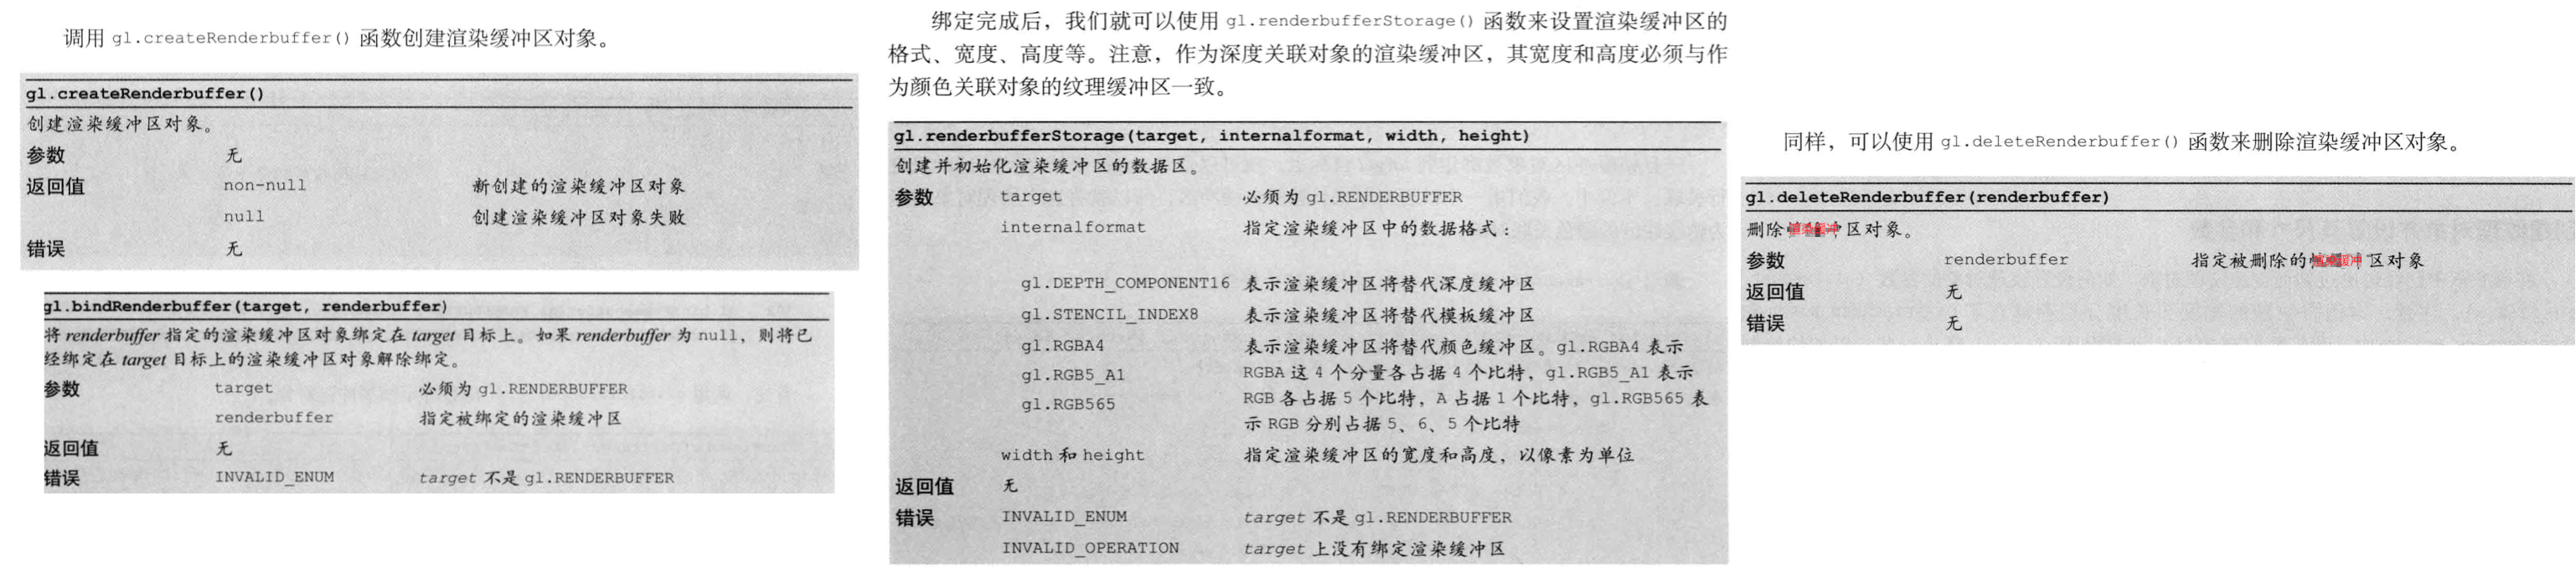 调用 gl.createRenderbuffer() 函数创建渲染缓冲区对象。
gl.createRenderbuffer()
创建渲染缓冲区对象。
参数 无
返回值 non-null 新创建的渲染缓冲区对象
null 创建渲染缓冲区对象失败
错误 无
gl.bindRenderbuffer(target, renderbuffer)
将 renderbuffer 指定的渲染缓冲区对象绑定在 target 目标上。如果 renderbuffer 为 null，则将已
经绑定在 target 目标上的渲染缓冲区对象解除绑定。
参数 target 必须为 gl.RENDERBUFFER
renderbuffer 指定被绑定的渲染缓冲区
返回值 无
错误 INVALID_ENUM target 不是 gl.RENDERBUFFER
绑定完成后，我们就可以使用 gl.renderbufferStorage() 函数来设置渲染缓冲区的
格式、宽度、高度等。注意，作为深度关联对象的渲染缓冲区，其宽度和高度必须与作
为颜色关联对象的纹理缓冲区一致。
gl.renderbufferStorage(target, internalformat, width, height)
创建并初始化渲染缓冲区的数据区。
参数 target 必须为 gl.RENDERBUFFER
internalformat 指定渲染缓冲区中的数据格式：
gl.DEPTH_COMPONENT16 表示渲染缓冲区将替代深度缓冲区
gl.STENCIL_INDEX8 表示渲染缓冲区将替代模板缓冲区
gl.RGBA4 表示渲染缓冲区将替代颜色缓冲区。gl.RGBA4 表示
gl.RGB5_A1 RGBA 这 4 个分量各占据 4 个比特，gl.RGB5_A1 表示
gl.RGB565 RGB 各占据 5 个比特，A 占据 1 个比特，gl.RGB565 表
示 RGB 分别占据 5、6、5 个比特
width 和 height 指定渲染缓冲区的宽度和高度，以像素为单位
返回值 无
错误 INVALID_ENUM target 不是 gl.RENDERBUFFER
INVALID_OPERATION target 上没有绑定渲染缓冲区
同样，可以使用 gl.deleteRenderbuffer() 函数来删除渲染缓冲区对象。
gl.deleteRenderbuffer(renderbuffer)
删除渲染缓冲区对象。
参数 renderbuffer 指定被删除的渲染缓冲区对象
返回值 无
错误 无